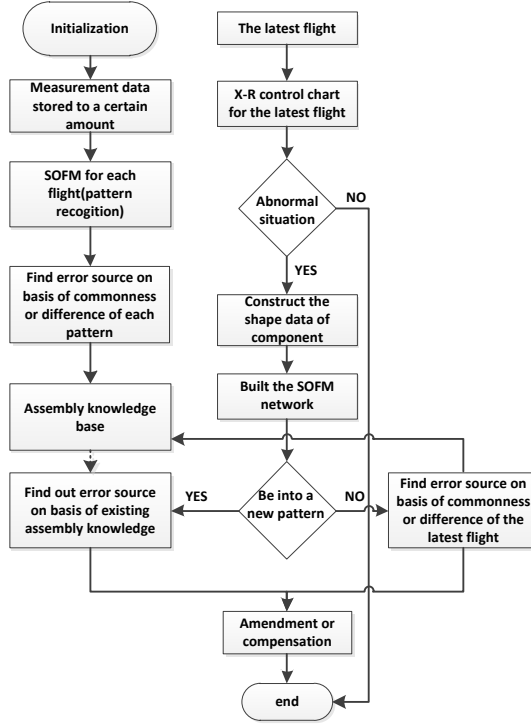 Initialization
Measurement data
stored to a certain
amount
SOFM for each
flight(pattern
recogition)
Find error source on
basis of commonness
or difference of each
pattern
Assembly knowledge
base
Find out error source
on basis of existing
assembly knowledge
The latest flight
X-R control chart
for the latest flight
Abnormal
situation
NO
YES
Construct the
shape data of
component
Built the SOFM
network
Be into a
new pattern
YES
NO
Find error source on
basis of commonness
or difference of the
latest flight
Amendment or
compensation
end